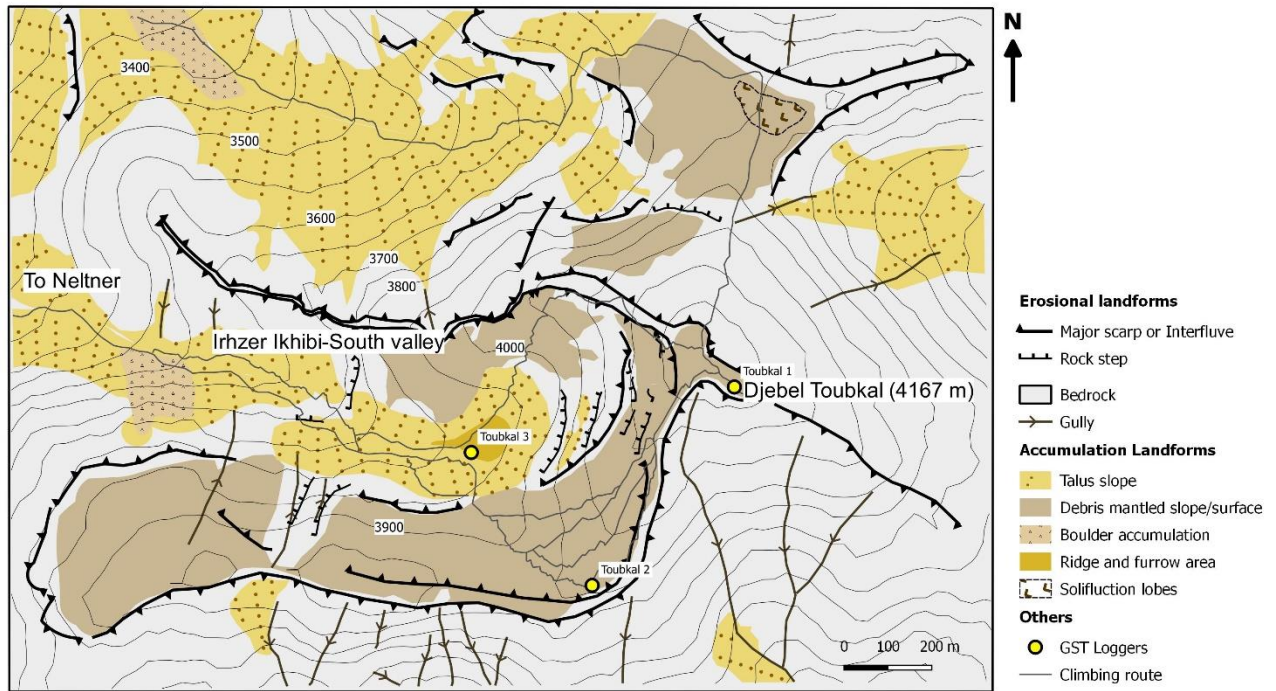 N
3400
3500
3600
3700
3800
To Neltner
Irhzer Ikhibi-South valley
4000
Toubkal 1
Djebel Toubkal (4167 m)
Toubkal 3
3900
Toubkal 2
0 100 200 m
Erosional landforms
Major scarp or Interfluve
Rock step
Bedrock
Gully
Accumulation Landforms
Talus slope
Debris mantled slope/surface
Boulder accumulation
Ridge and furrow area
Solifluction lobes
Others
GST Loggers
Climbing route